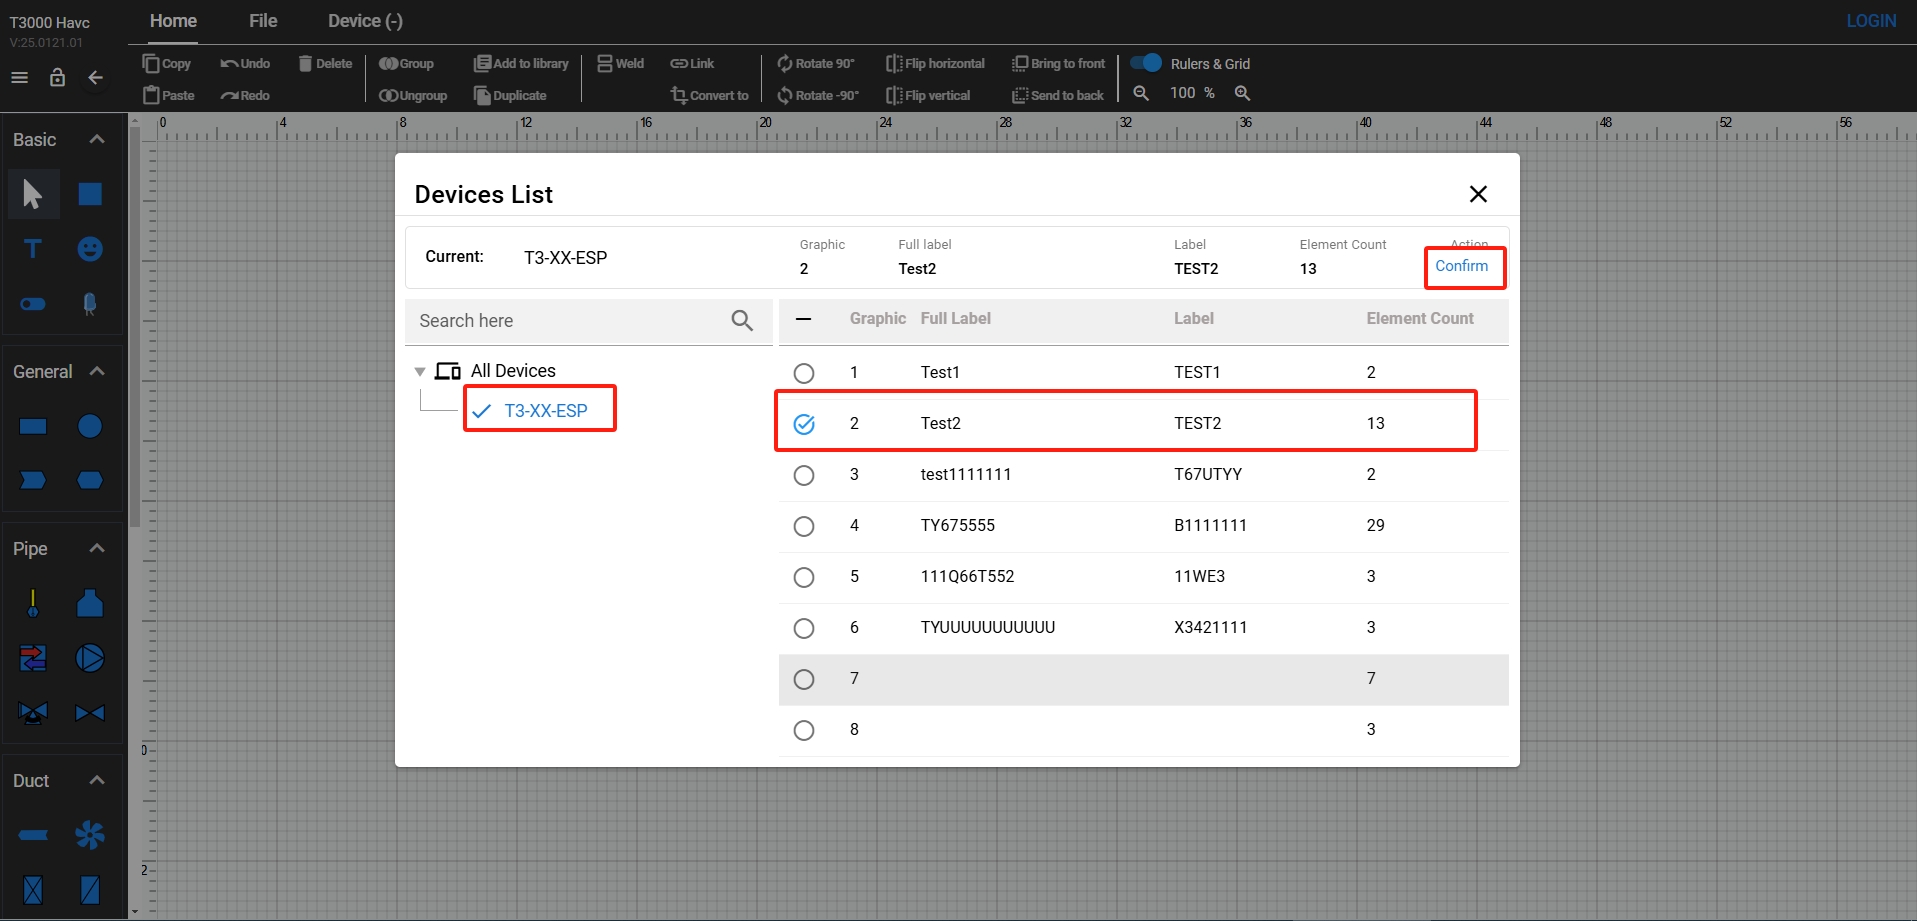 T3000 Havc
V:25.0121.01
Home File Device (-) LOGIN
Copy Undo Delete Group Add to library Weld Link Rotate 90° Flip horizontal Bring to front Rulers & Grid
Paste Redo Ungroup Duplicate Convert to Rotate -90° Flip vertical Send to back 100 %
0 4 8 12 16 20 24 28 32 36 40 44 48 52 56
Basic
T
General
Pipe
Duct
0
2
Devices List
Current: T3-XX-ESP
Graphic Full label Label Element Count Action
2 Test2 TEST2 13 Confirm
Search here
All Devices
T3-XX-ESP
Graphic Full Label Label Element Count
1 Test1 TEST1 2
2 Test2 TEST2 13
3 test1111111 T67UTYY 2
4 TY675555 B1111111 29
5 111Q66T552 11WE3 3
6 TYUUUUUUUUUUU X3421111 3
7 7
8 3